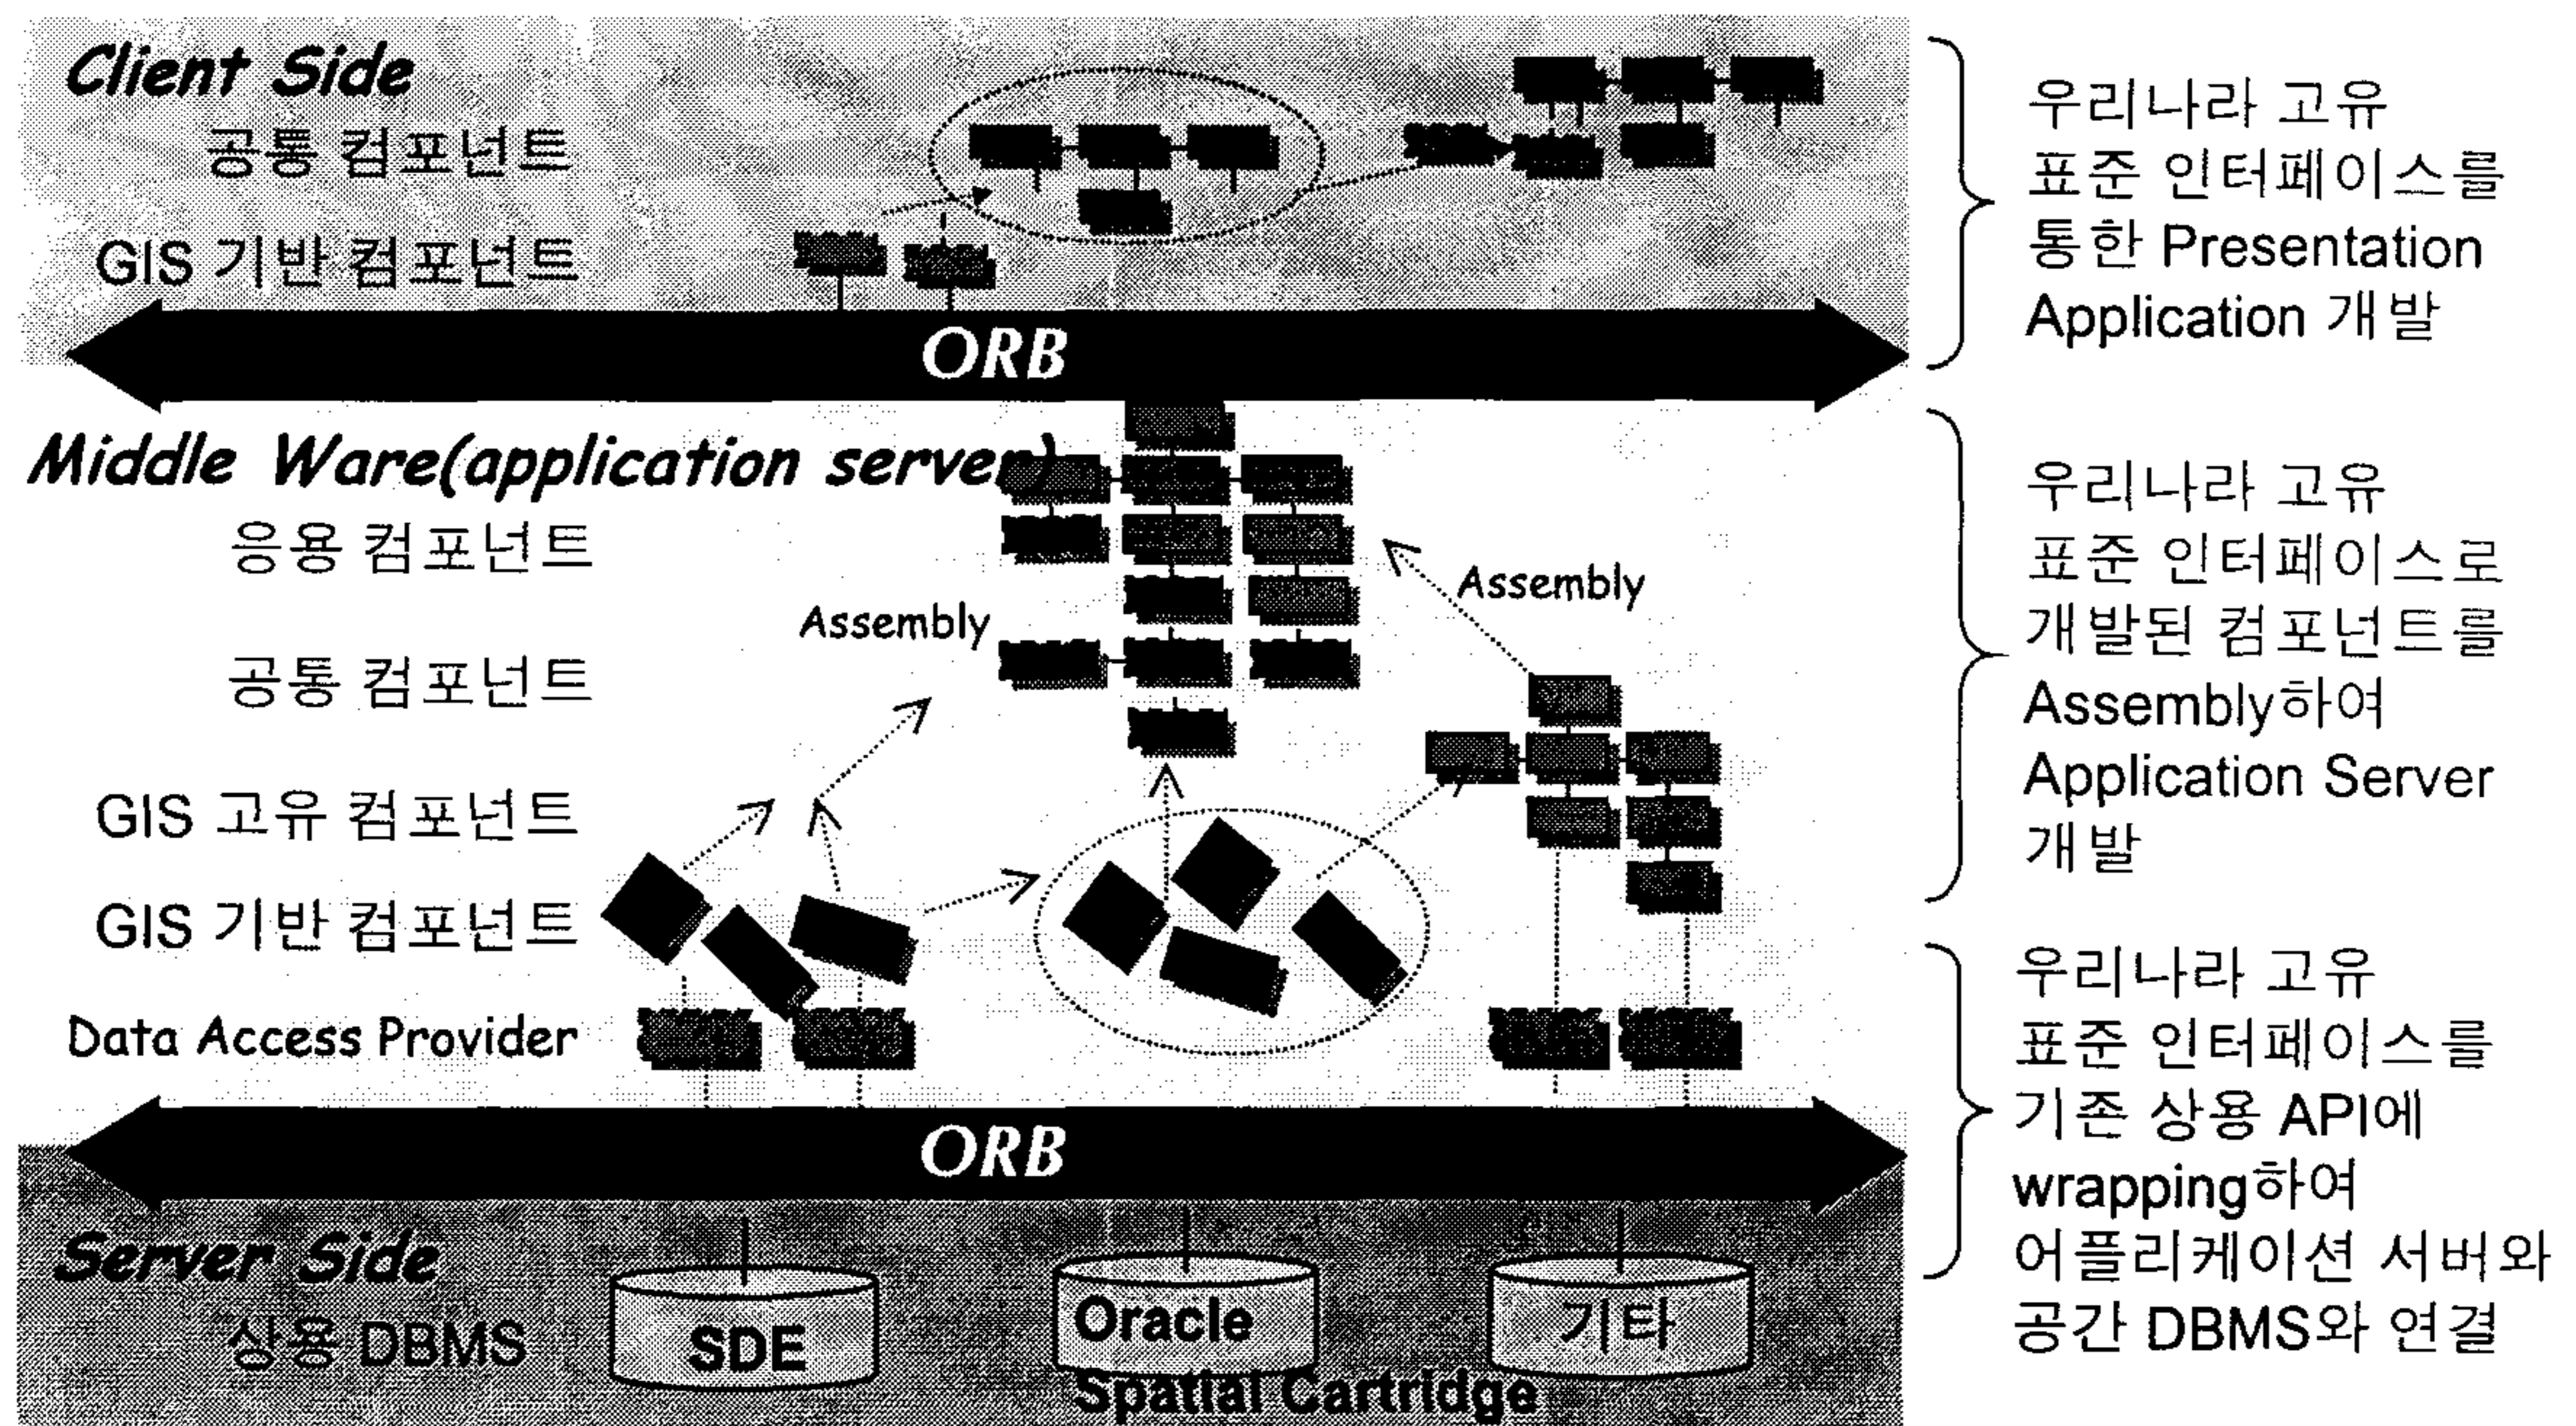 Client Side
공통 컴포넌트
GIS 기반 컴포넌트
ORB
우리나라 고유
표준 인터페이스를
통한 Presentation
Application 개발
Middle Ware(application server)
응용 컴포넌트
공통 컴포넌트
GIS 고유 컴포넌트
GIS 기반 컴포넌트
Data Access Provider
Assembly
Assembly
우리나라 고유
표준 인터페이스로
개발된 컴포넌트를
Assembly하여
Application Server
개발
ORB
Server Side
상용 DBMS
SDE
Oracle
Spatial Cartridge
기타
우리나라 고유
표준 인터페이스를
기존 상용 API에
wrapping하여
어플리케이션 서버와
공간 DBMS와 연결